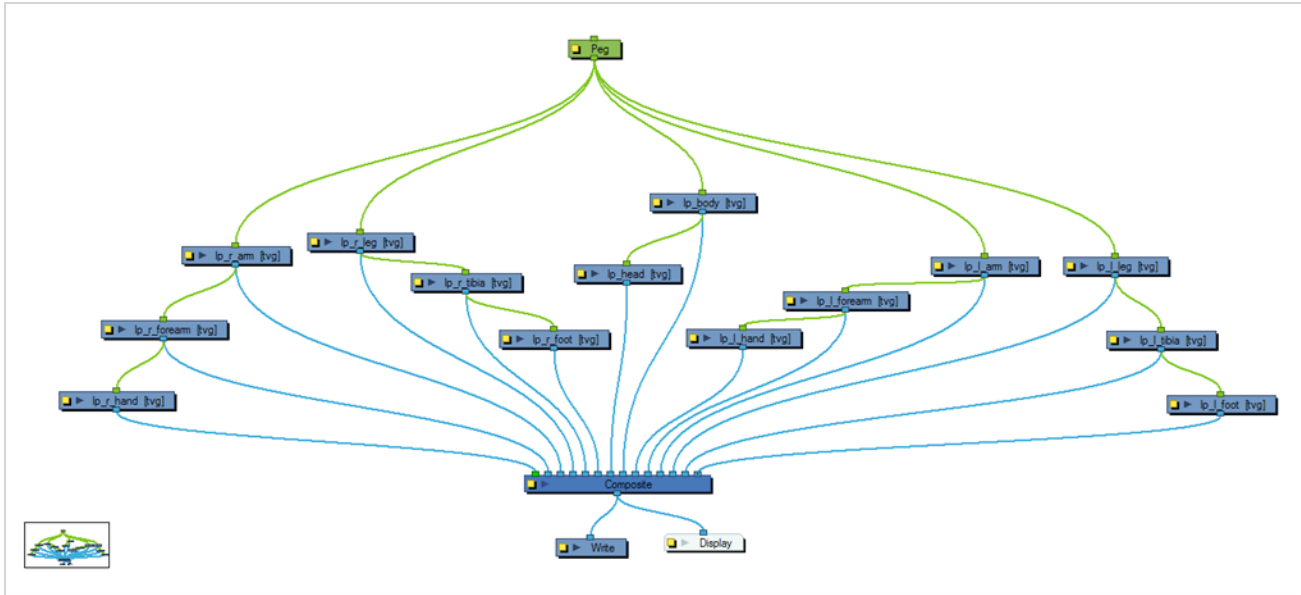 Peg
lp_body [tvg]
lp_r_leg [tvg]
lp_r_arm [tvg]
lp_l_arm [tvg]
lp_l_leg [tvg]
lp_head [tvg]
lp_r_tibia [tvg]
lp_l_forearm [tvg]
lp_r_forearm [tvg]
lp_r_foot [tvg]
lp_l_hand [tvg]
lp_l_tibia [tvg]
lp_r_hand [tvg]
lp_l_foot [tvg]
Composite
Write
Display